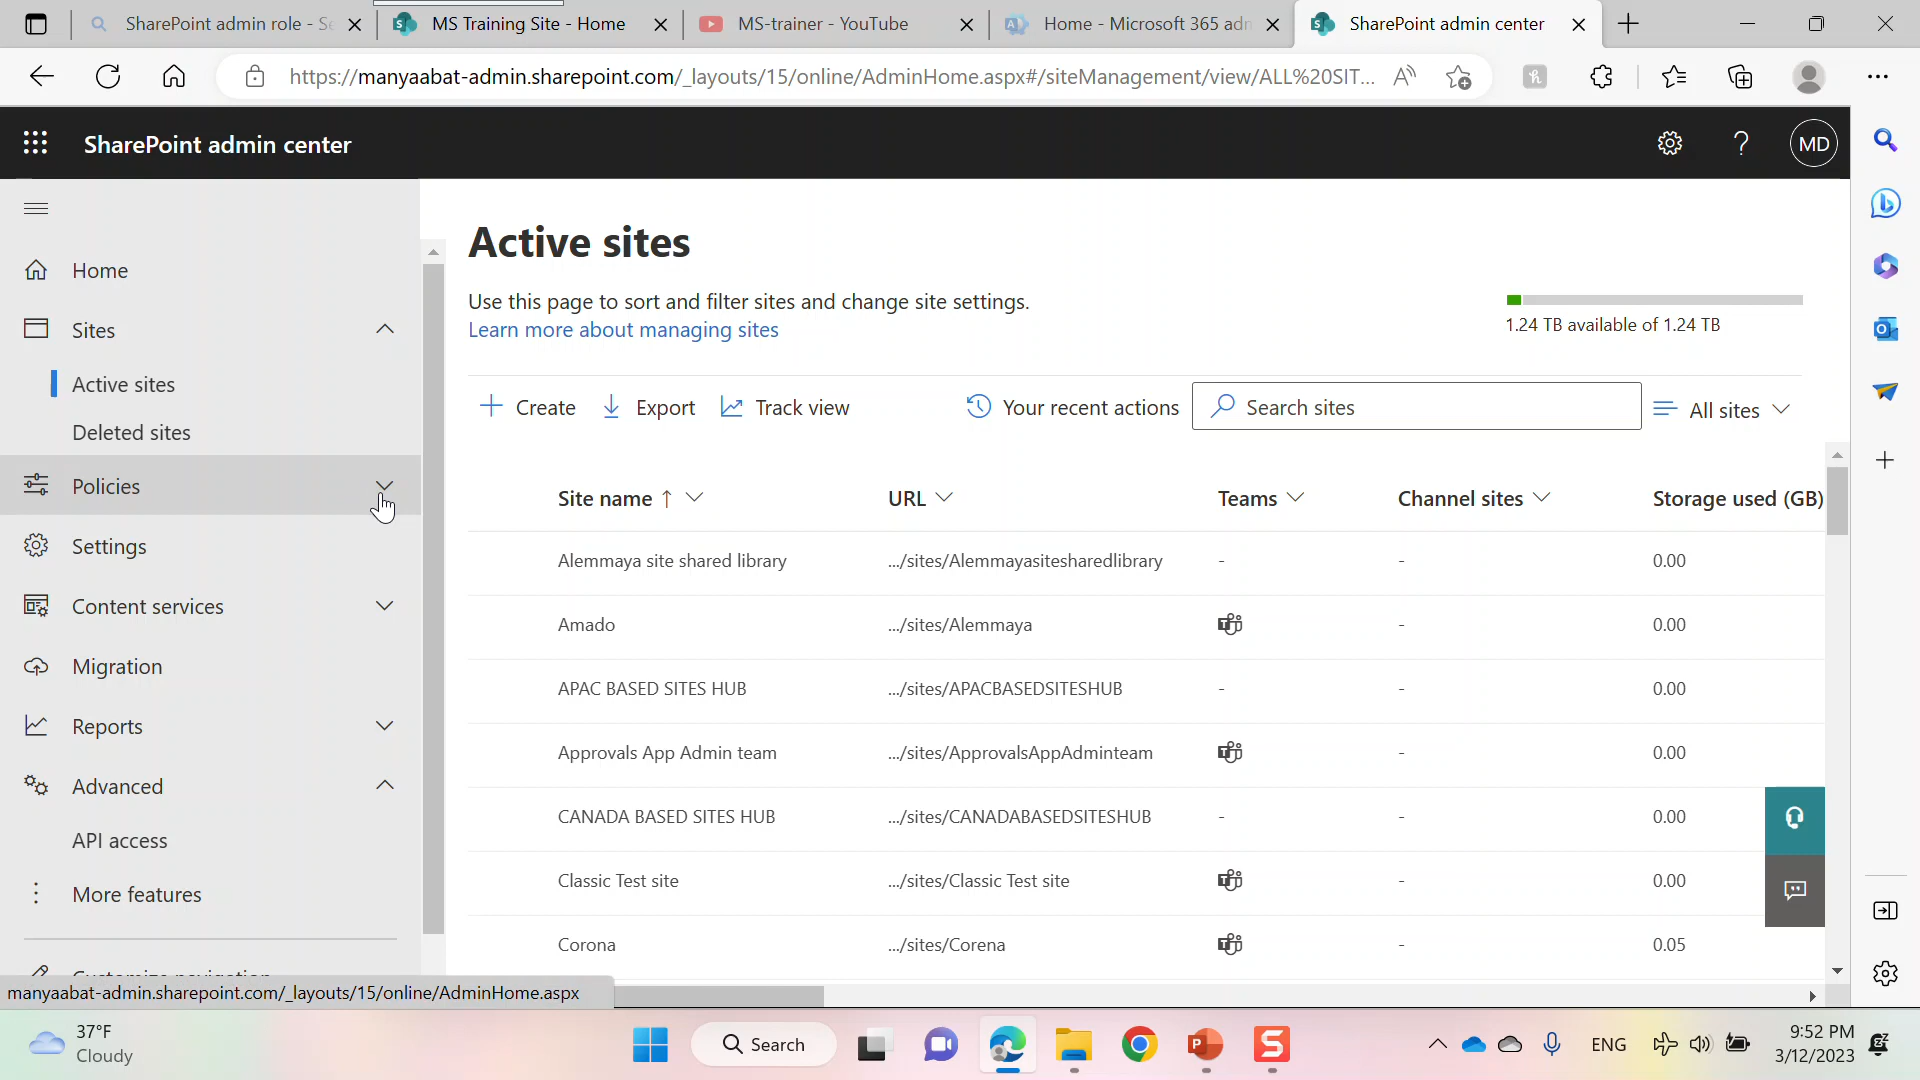 SharePoint admin role - Se
MS Training Site - Home
MS-trainer - YouTube
Home - Microsoft 365 adm
SharePoint admin center
https://manyaabat-admin.sharepoint.com/_layouts/15/online/AdminHome.aspx#/siteManagement/view/ALL%20SIT...
SharePoint admin center
MD
Home
Sites
Active sites
Deleted sites
Policies
Settings
Content services
Migration
Reports
Advanced
API access
More features
Customize navigation
manyaabat-admin.sharepoint.com/_layouts/15/online/AdminHome.aspx
Active sites
Use this page to sort and filter sites and change site settings.
Learn more about managing sites
1.24 TB available of 1.24 TB
Create Export Track view Your recent actions Search sites All sites
Site name ↑ URL Teams Channel sites Storage used (GB)
Alemmaya site shared library .../sites/Alemmayasitesharedlibrary - - 0.00
Amado .../sites/Alemmaya - 0.00
APAC BASED SITES HUB .../sites/APACBASEDSITESHUB - - 0.00
Approvals App Admin team .../sites/ApprovalsAppAdminteam - 0.00
CANADA BASED SITES HUB .../sites/CANADABASEDSITESHUB - - 0.00
Classic Test site .../sites/Classic Test site - 0.00
Corona .../sites/Corena - 0.05
37°F
Cloudy
Search
ENG
9:52 PM
3/12/2023